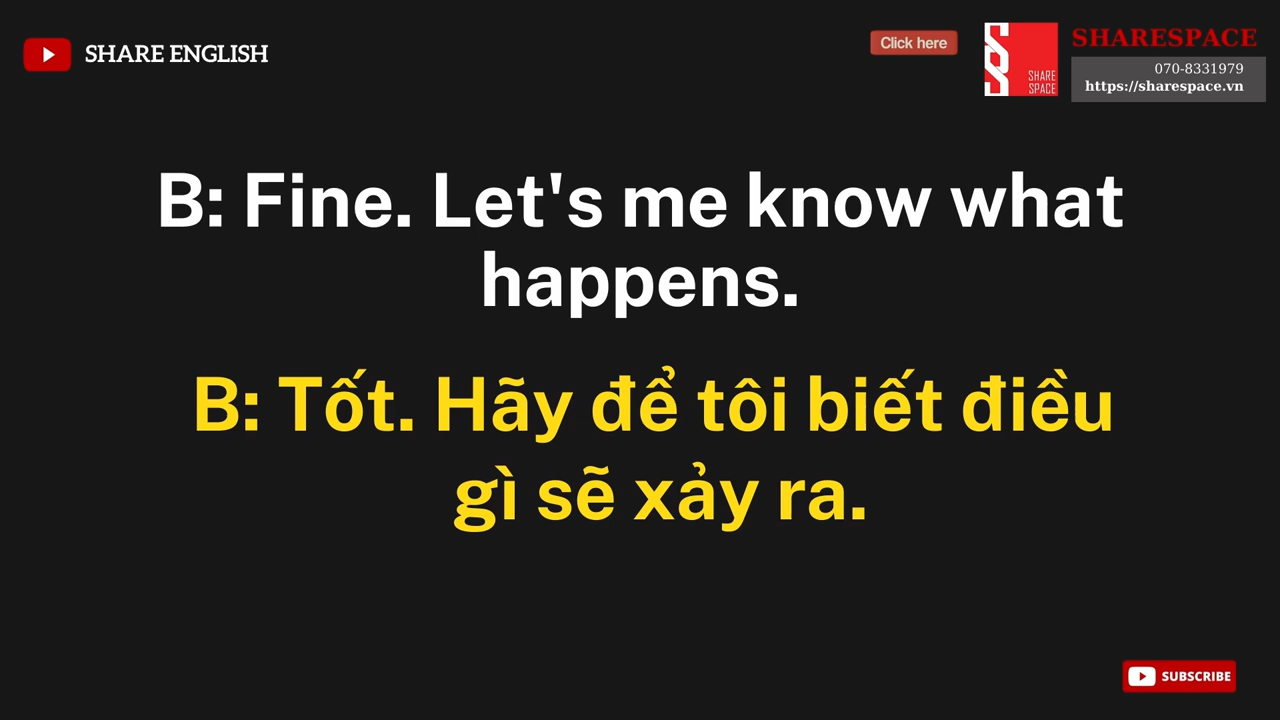 SHARE ENGLISH
Click here
SHARE
SPACE
SHARESPACE
070-8331979
https://sharespace.vn
B: Fine. Let's me know what
happens.
B: Tốt. Hãy để tôi biết điều
gì sẽ xảy ra.
SUBSCRIBE